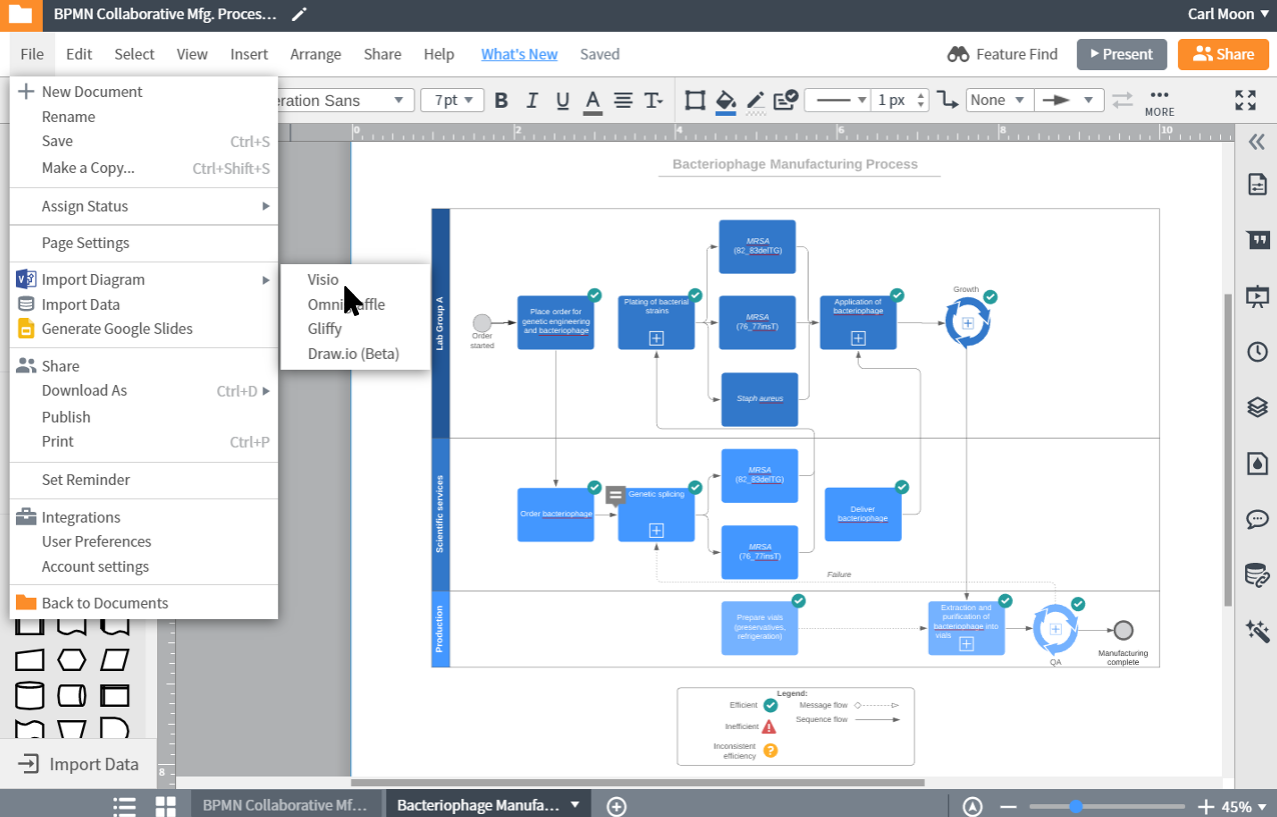 BPMN Collaborative Mfg. Proces...
Carl Moon
File Edit Select View Insert Arrange Share Help What's New Saved
Feature Find
Present
Share
eration Sans
7pt
B I U A T
1 px
None
MORE
New Document
Rename
Save Ctrl+S
Make a Copy... Ctrl+Shift+S
Assign Status
Page Settings
Import Diagram
Import Data
Generate Google Slides
Share
Download As Ctrl+D
Publish
Print Ctrl+P
Set Reminder
Integrations
User Preferences
Account settings
Back to Documents
Visio
Gliffy
Draw.io (Beta)
0 2 4 6 8 10
Bacteriophage Manufacturing Process
Lab Group A
Order
started
Place order for
genetic engineering
and bacteriophage
Plating of bacterial
strains
MRSA
(82_83delTG)
MRSA
(76_77insT)
Staph aureus
Application of
bacteriophage
Growth
Scientific services
Order bacteriophage
Genetic splicing
MRSA
(82_83delTG)
MRSA
(76_77insT)
Deliver
bacteriophage
Failure
Production
Prepare vials
(preservatives,
refrigeration)
Extraction and
purification of
bacteriophage into
vials
QA
Manufacturing
complete
Legend:
Efficient
Message flow
Sequence flow
Inefficient
Inconsistent
efficiency
?
Import Data
8
BPMN Collaborative Mf...
Bacteriophage Manufa...
45%